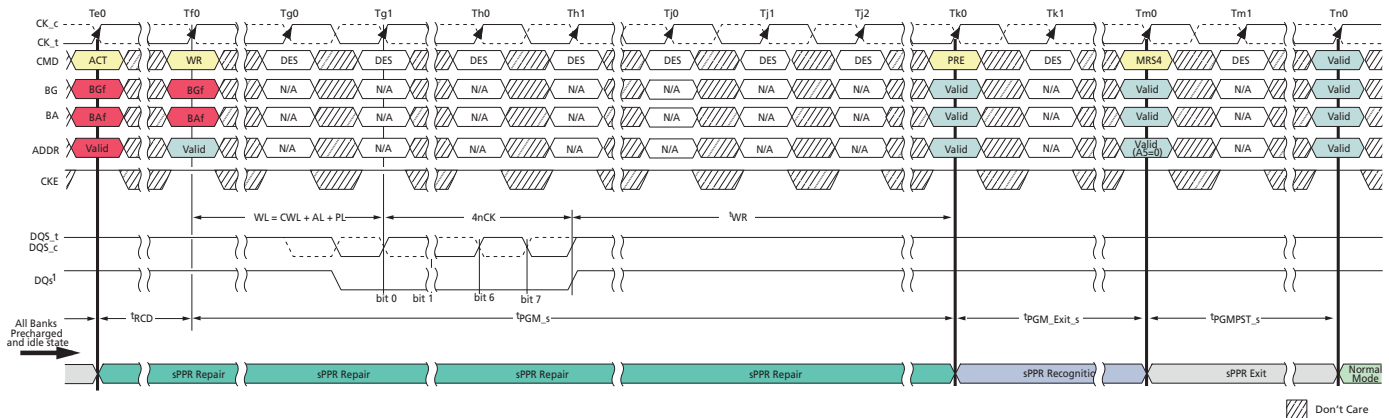 Te0 Tf0 Tg0 Tg1 Th0 Th1 Tj0 Tj1 Tj2 Tk0 Tk1 Tm0 Tm1 Tn0
CK_c
CK_t
CMD ACT WR DES DES DES DES DES DES DES PRE DES MRS4 DES Valid
BG BGf BGf N/A N/A N/A N/A N/A N/A N/A Valid N/A Valid N/A Valid
BA BAf BAf N/A N/A N/A N/A N/A N/A N/A Valid N/A Valid N/A Valid
ADDR Valid Valid N/A N/A N/A N/A N/A N/A N/A Valid N/A Valid (A5=0) N/A Valid
CKE
WL = CWL + AL + PL 4nCK tWR
DQS_t
DQS_c
DQs1
bit 0 bit 1 bit 6 bit 7
All Banks Precharged and idle state
tRCD tPGM_s tPGM_Exit_s tPGMPST_s
sPPR Repair sPPR Repair sPPR Repair sPPR Repair sPPR Recognitic sPPR Exit Normal Mode
Don't Care